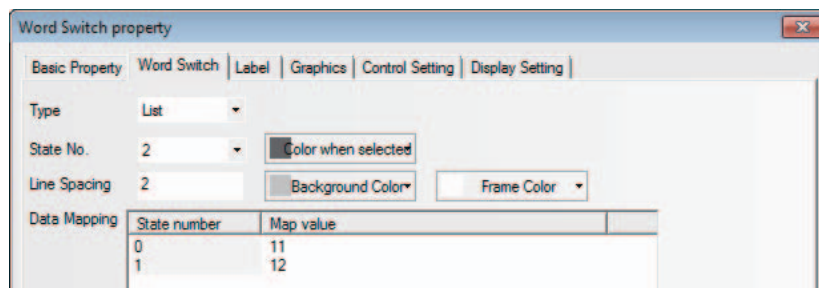 Word Switch property
Basic Property Word Switch Label Graphics Control Setting Display Setting
Type List
State No. 2 Color when selected
Line Spacing 2 Background Color Frame Color
Data Mapping State number Map value
0 11
1 12